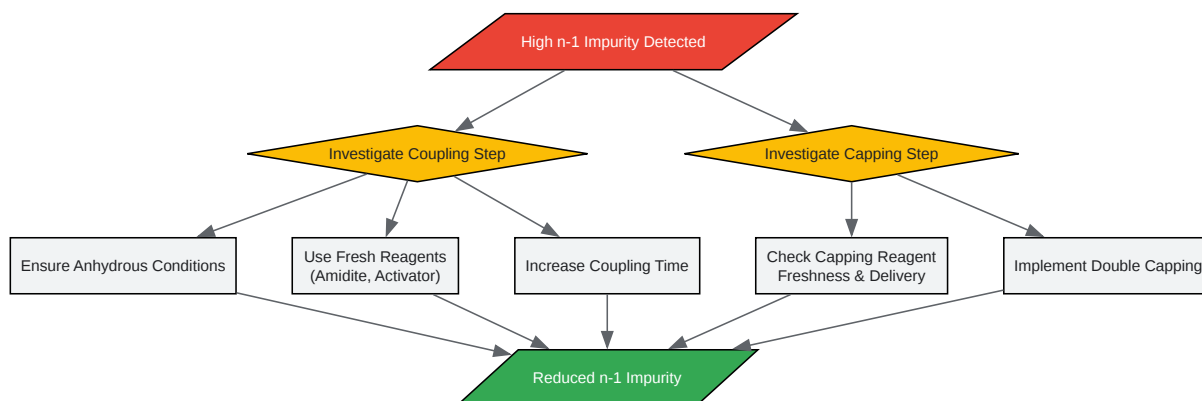 High n-1 Impurity Detected
Investigate Coupling Step
Investigate Capping Step
Ensure Anhydrous Conditions
Use Fresh Reagents
(Amidite, Activator)
Increase Coupling Time
Check Capping Reagent
Freshness & Delivery
Implement Double Capping
Reduced n-1 Impurity